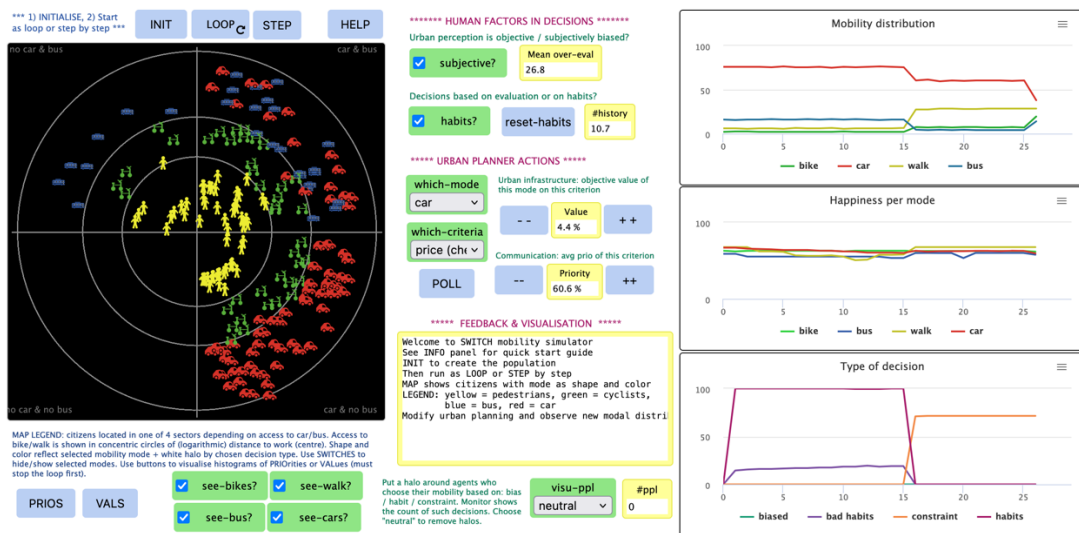 *** 1) INITIALISE, 2) Start
as loop or step by step ***
INIT
LOOP
STEP
HELP
no car & bus
car & bus
no car & no bus
car & no bus
MAP LEGEND: citizens located in one of 4 sectors depending on access to car/bus. Access to
bike/walk is shown in concentric circles of (logarithmic) distance to work (centre). Shape and
color reflect selected mobility mode + white halo by chosen decision type. Use SWITCHES to
hide/show selected modes. Use buttons to visualise histograms of PRIOrities or VALues (must
stop the loop first).
PRIOS
VALS
see-bikes?
see-walk?
see-bus?
see-cars?
******* HUMAN FACTORS IN DECISIONS *******
Urban perception is objective / subjectively biased?
subjective?
Mean over-eval
26.8
Decisions based on evaluation or on habits?
habits?
reset-habits
#history
10.7
***** URBAN PLANNER ACTIONS *****
which-mode
car
Urban infrastructure: objective value of
this mode on this criterion
- -
Value
4.4 %
+ +
which-criteria
price (che
Communication: avg prio of this criterion
POLL
--
Priority
60.6 %
++
***** FEEDBACK & VISUALISATION *****
Welcome to SWITCH mobility simulator
See INFO panel for quick start guide
INIT to create the population
Then run as LOOP or STEP by step
MAP shows citizens with mode as shape and color
LEGEND: yellow = pedestrians, green = cyclists,
blue = bus, red = car
Modify urban planning and observe new modal distri
Put a halo around agents who
choose their mobility based on: bias
/ habit / constraint. Monitor shows
the count of such decisions. Choose
"neutral" to remove halos.
visu-ppl
neutral
#ppl
0
Mobility distribution
100
50
0
0 5 10 15 20 25
bike car walk bus
Happiness per mode
100
0
0 5 10 15 20 25
bike bus walk car
Type of decision
100
50
0
0 5 10 15 20 25
biased bad habits constraint habits